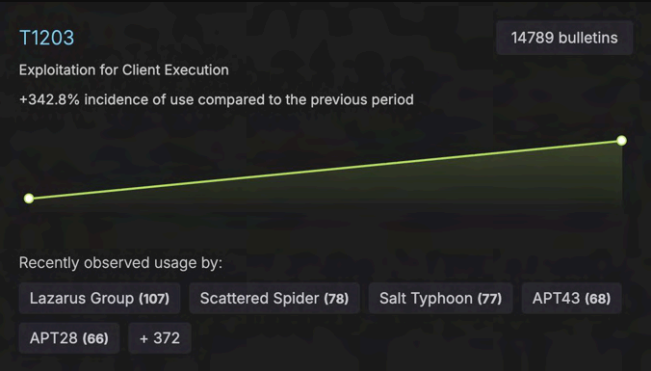 T1203
14789 bulletins
Exploitation for Client Execution
+342.8% incidence of use compared to the previous period
Recently observed usage by:
Lazarus Group (107) Scattered Spider (78) Salt Typhoon (77) APT43 (68)
APT28 (66) + 372